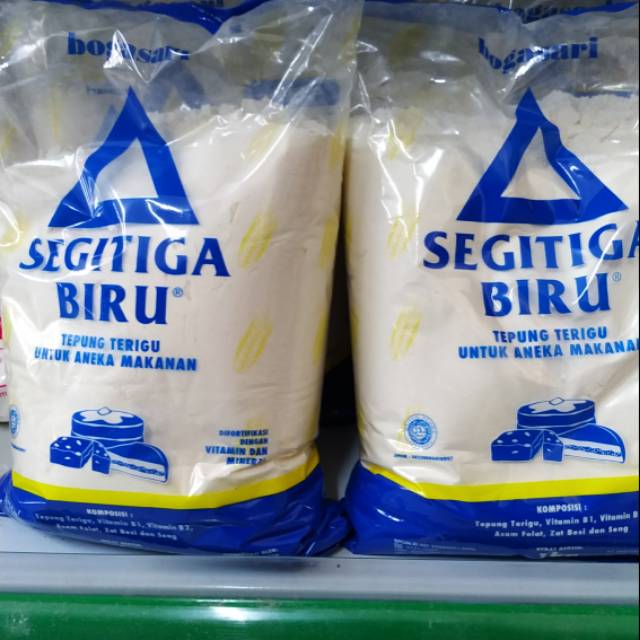 bogasari
SEGITIGA
BIRU®
TEPUNG TERIGU
UNTUK ANEKA MAKANAN
DIFORTIFIKASI
DENGAN
VITAMIN DAN
MINERAL
KOMPOSISI :
Tepung Terigu, Vitamin B1, Vitamin B2,
Asam Folat, Zat Besi dan Seng
bogasari
SEGITIGA
BIRU®
TEPUNG TERIGU
UNTUK ANEKA MAKANAN
KOMPOSISI :
Tepung Terigu, Vitamin B1, Vitamin
Asam Folat, Zat Besi dan Seng